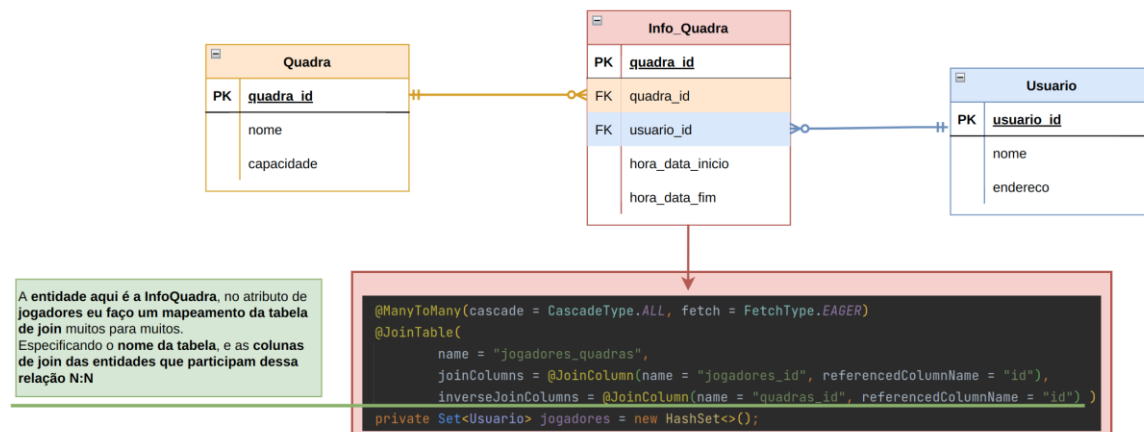 Quadra
PK quadra_id
nome
capacidade
Info_Quadra
PK quadra_id
FK quadra_id
FK usuario_id
hora_data_inicio
hora_data_fim
Usuario
PK usuario_id
nome
endereco
A entidade aqui é a InfoQuadra, no atributo de
jogadores eu faço um mapeamento da tabela
de join muitos para muitos.
Especificando o nome da tabela, e as colunas
de join das entidades que participam dessa
relação N:N
@ManyToMany(cascade = CascadeType.ALL, fetch = FetchType.EAGER)
@JoinTable(
name = "jogadores_quadras",
joinColumns = @JoinColumn(name = "jogadores_id", referencedColumnName = "id"),
inverseJoinColumns = @JoinColumn(name = "quadras_id", referencedColumnName = "id") )
private Set<Usuario> jogadores = new HashSet<>();